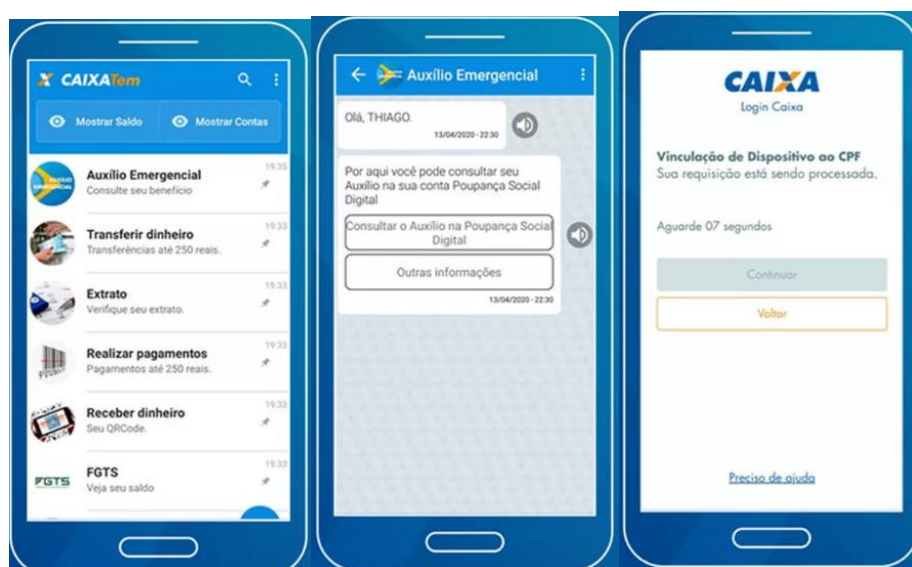 CAIXATem
Mostrar Saldo
Mostrar Contas
AUXÍLIO
EMERGENCIAL
Auxílio Emergencial
19:35
Consulte seu benefício
Transferir dinheiro
19:33
Transferências até 250 reais.
Extrato
19:33
Verifique seu extrato.
Realizar pagamentos
19:33
Pagamentos até 250 reais.
Receber dinheiro
19:33
Seu QRCode.
FGTS
FGTS
19:33
Veja seu saldo
Auxílio Emergencial
Olá, THIAGO.
13/04/2020 - 22:30
Por aqui você pode consultar seu
Auxílio na sua conta Poupança Social
Digital
Consultar o Auxílio na Poupança Social
Digital
Outras informações
13/04/2020 - 22:30
CAIXA
Login Caixa
Vinculação de Dispositivo ao CPF
Sua requisição está sendo processada.
Aguarde 07 segundos
Continuar
Voltar
Preciso de ajuda